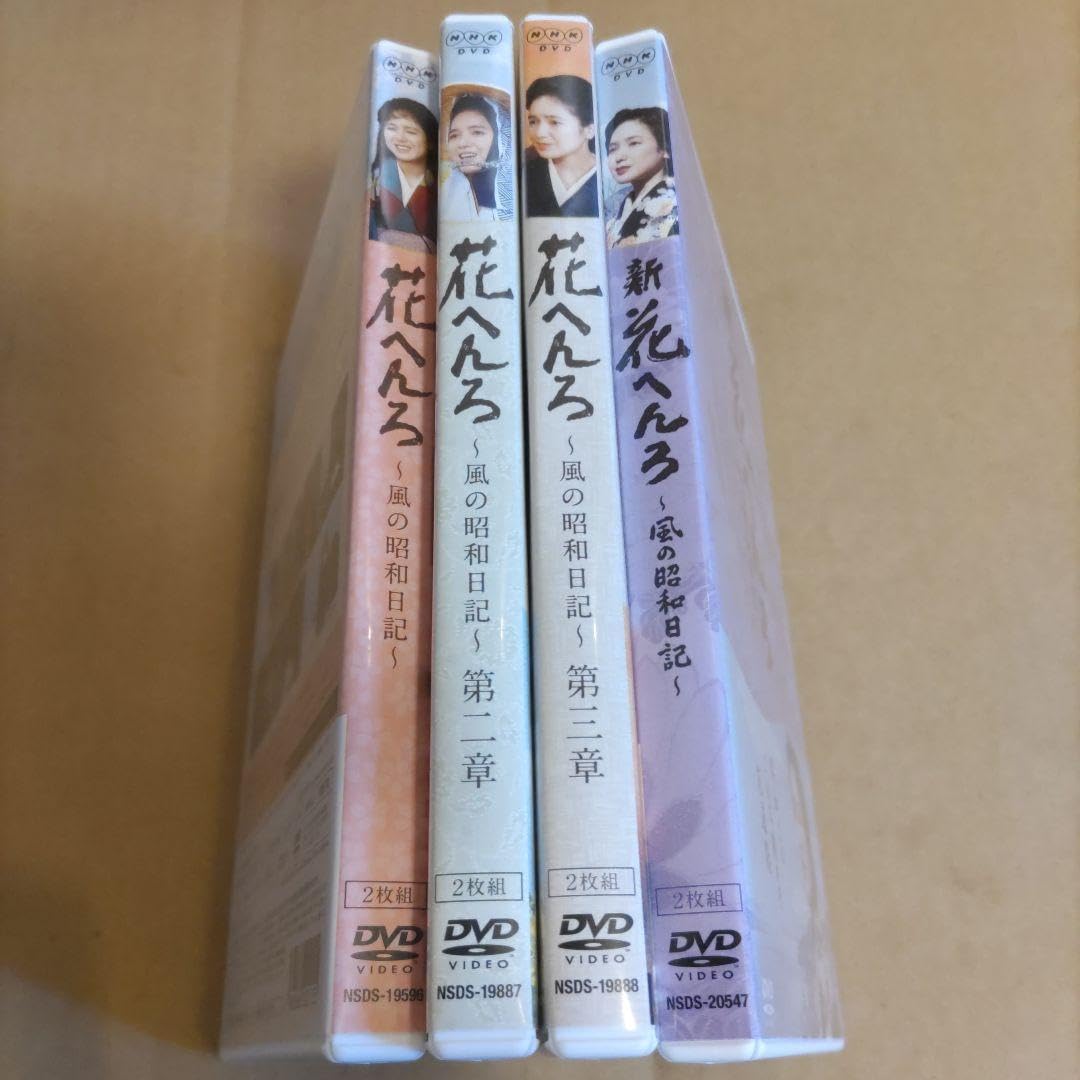 NHK
DVD
花へんろ
～風の昭和日記～
2枚組
DVD
VIDEO
NSDS-19596
NHK
DVD
花へんろ
～風の昭和日記～ 第二章
2枚組
DVD
VIDEO
NSDS-19887
NHK
DVD
花へんろ
～風の昭和日記～ 第三章
2枚組
DVD
VIDEO™
NSDS-19888
NHK
DVD
新 花へんろ
～風の昭和日記～
2枚組
DVD
VIDEO™
NSDS-20547